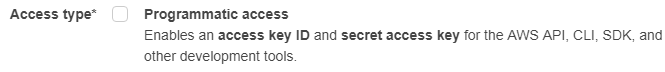 Access type* Programmatic access
Enables an access key ID and secret access key for the AWS API, CLI, SDK, and
other development tools.